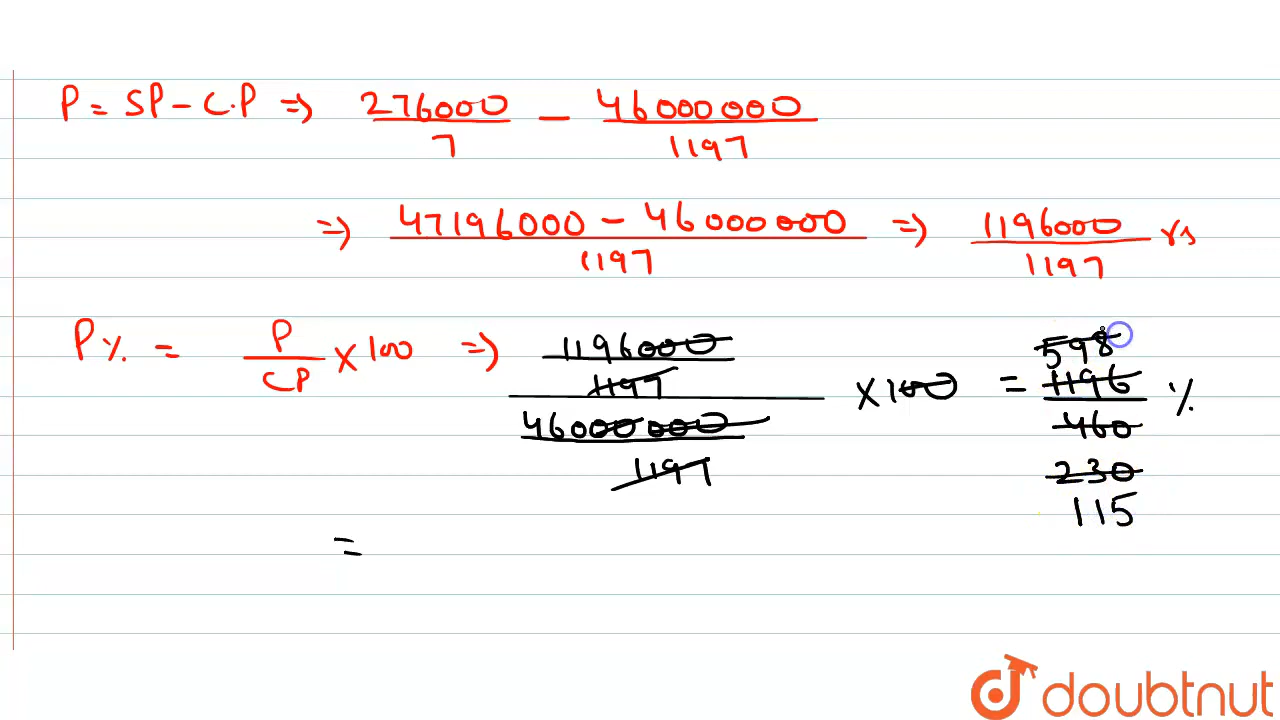 P = SP - C.P ⇒ 276000/7 - 46000000/1197
⇒ 47196000 - 46000000/1197 ⇒ 1196000/1197 rs
P% = P/CP × 100 ⇒ 1196000/1197 / 46000000/1197 × 100 = 1196/460 %
598
230
115
=
doubtnut